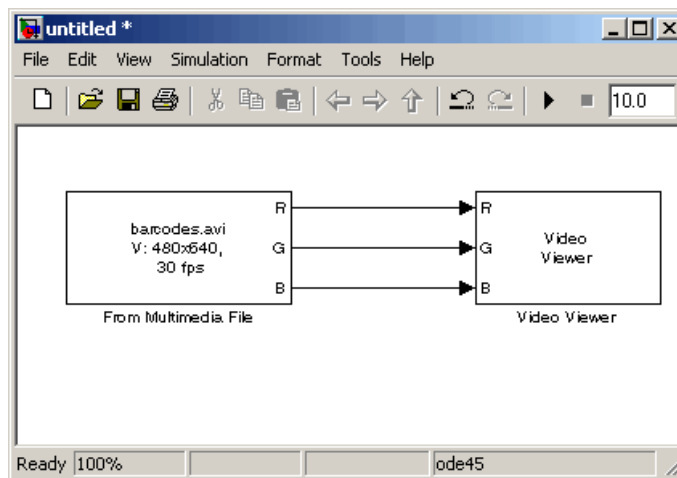 untitled *
File Edit View Simulation Format Tools Help
10.0
R R
barcodes.avi
V: 480x640,
30 fps
G G
Video
Viewer
B B
From Multimedia File Video Viewer
Ready 100% ode45